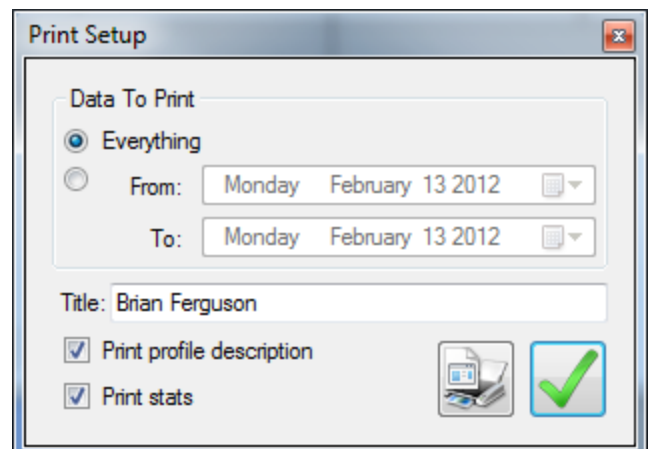 Print Setup
Data To Print
Everything
From: Monday February 13 2012
To: Monday February 13 2012
Title: Brian Ferguson
Print profile description
Print stats